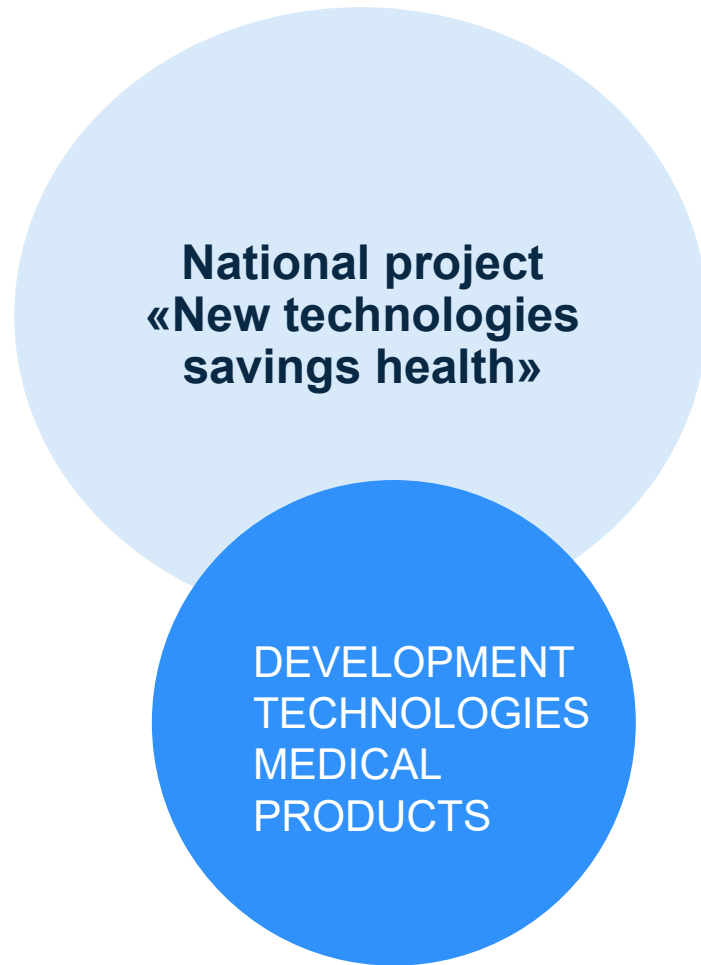 National project
«New technologies
savings health»
DEVELOPMENT
TECHNOLOGIES
MEDICAL
PRODUCTS